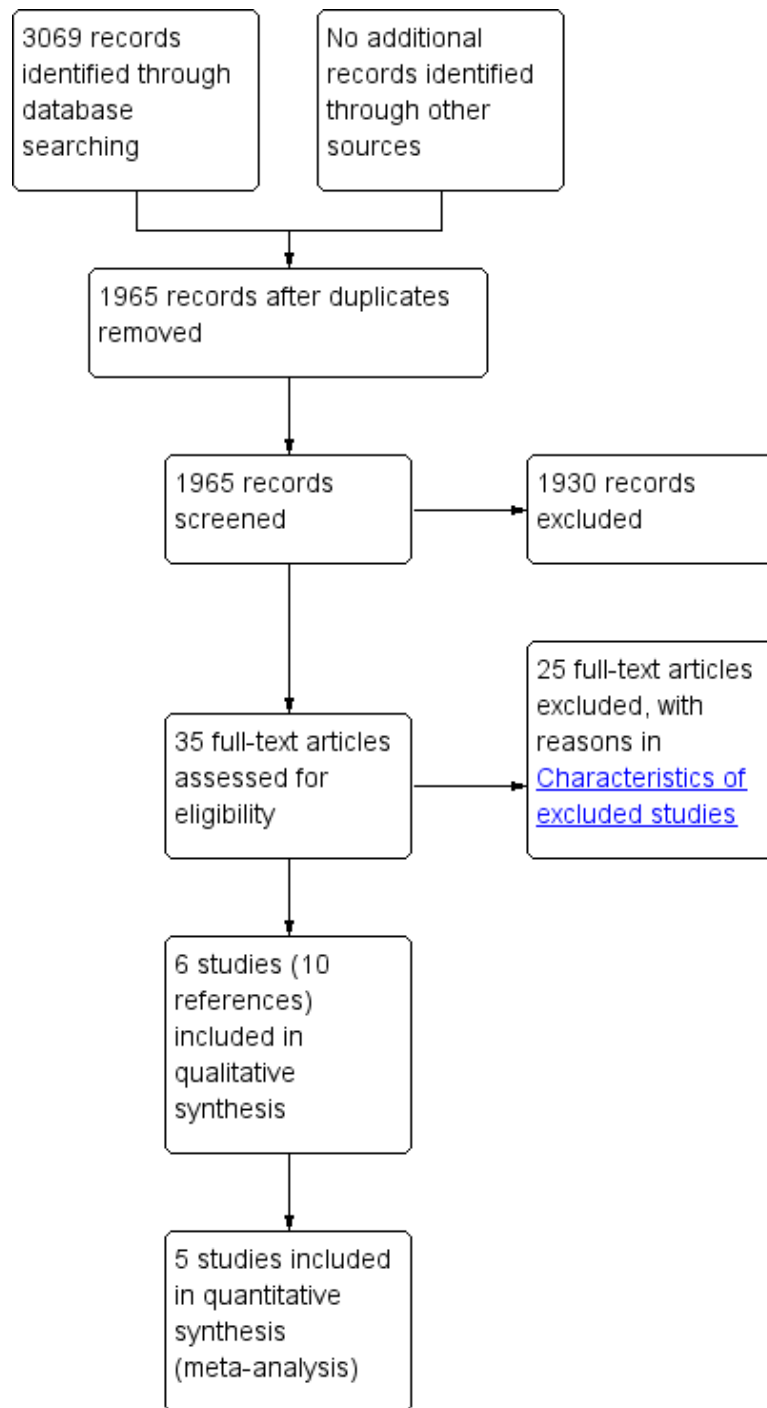 3069 records
identified through
database
searching
No additional
records identified
through other
sources
1965 records after duplicates
removed
1965 records
screened
1930 records
excluded
35 full-text articles
assessed for
eligibility
25 full-text articles
excluded, with
reasons in
Characteristics of
excluded studies
6 studies (10
references)
included in
qualitative
synthesis
5 studies included
in quantitative
synthesis
(meta-analysis)